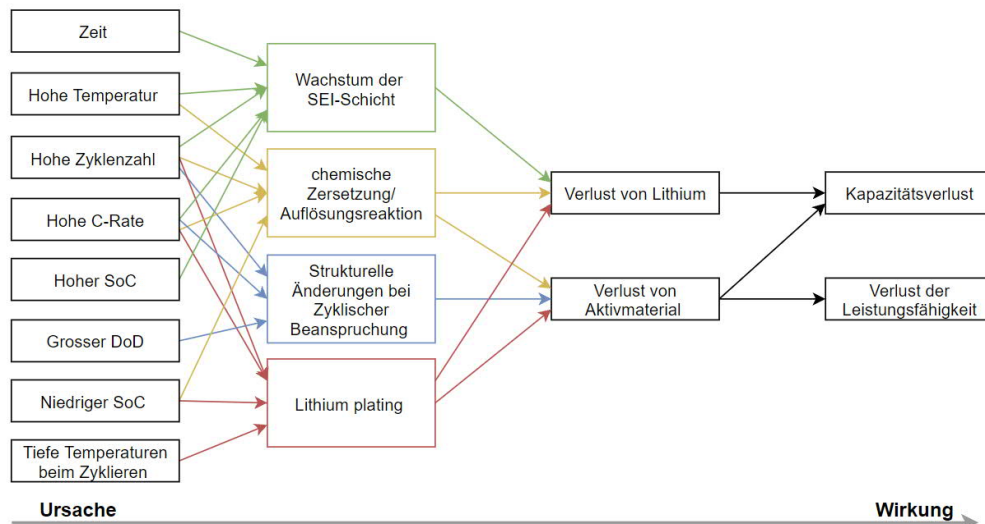 Zeit
Hohe Temperatur
Hohe Zyklenzahl
Hohe C-Rate
Hoher SoC
Grosser DoD
Niedriger SoC
Tiefe Temperaturen
beim Zyklieren
Wachstum der
SEI-Schicht
chemische
Zersetzung/
Auflösungsreaktion
Strukturelle
Änderungen bei
Zyklischer
Beanspruchung
Lithium plating
Verlust von Lithium
Verlust von
Aktivmaterial
Kapazitätsverlust
Verlust der
Leistungsfähigkeit
Ursache
Wirkung